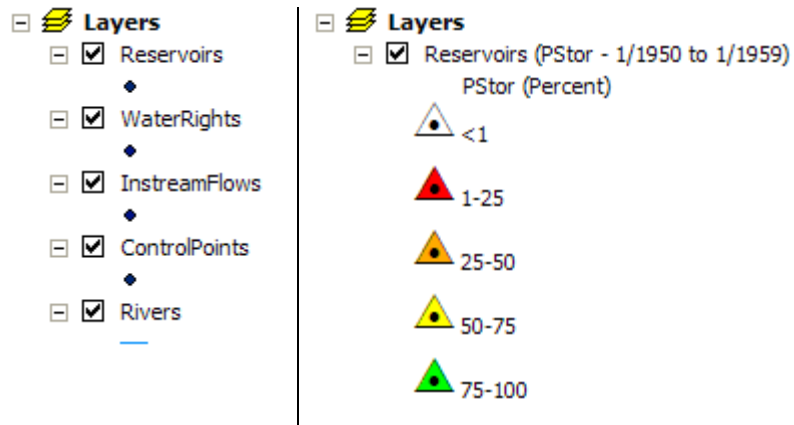 Layers
Reservoirs
WaterRights
InstreamFlows
ControlPoints
Rivers
Layers
Reservoirs (PStor - 1/1950 to 1/1959)
PStor (Percent)
<1
1-25
25-50
50-75
75-100